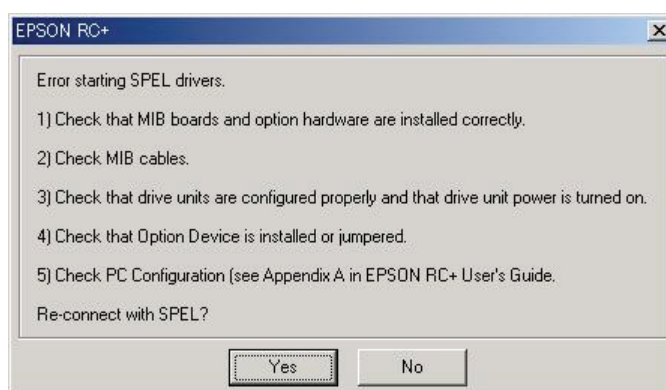 EPSON RC+
Error starting SPEL drivers.
1) Check that MIB boards and option hardware are installed correctly.
2) Check MIB cables.
3) Check that drive units are configured properly and that drive unit power is turned on.
4) Check that Option Device is installed or jumpered.
5) Check PC Configuration (see Appendix A in EPSON RC+ User's Guide.
Re-connect with SPEL?
Yes
No